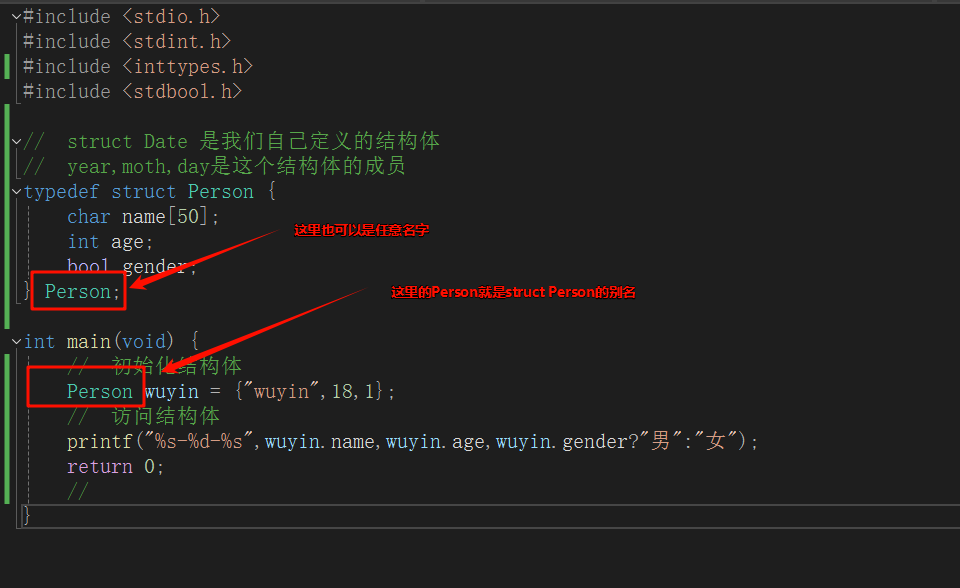 #include <stdio.h>
#include <stdint.h>
#include <inttypes.h>
#include <stdbool.h>
//  struct Date 是我们自己定义的结构体
//  year,moth,day是这个结构体的成员
typedef struct Person {
char name[50];
这里也可以是任意名字
int age;
bool gender;
} Person;
这里的Person就是struct Person的别名
int main(void) {
//  初始化结构体
Person wuyin = {"wuyin",18,1};
//  访问结构体
printf("%s-%d-%s",wuyin.name,wuyin.age,wuyin.gender?"男":"女");
return 0;
//
}